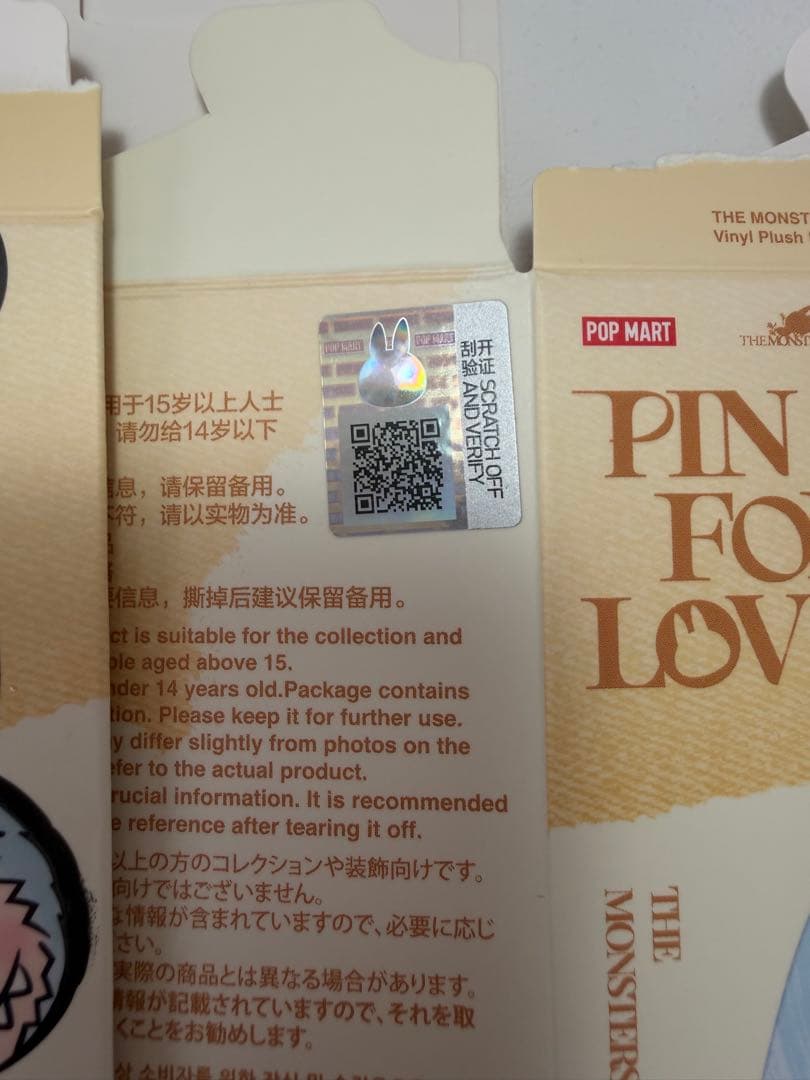 用于15岁以上人士
请勿给14岁以下
信息，请保留备用。
不符，请以实物为准。
信息，撕掉后建议保留备用。
ct is suitable for the collection and
ple aged above 15.
nder 14 years old.Package contains
tion. Please keep it for further use.
y differ slightly from photos on the
efer to the actual product.
rucial information. It is recommended
e reference after tearing it off.
以上の方のコレクションや装飾向けです。
向けではございません。
な情報が含まれていますので、必要に応じ
さい。
実際の商品とは異なる場合があります。
情報が記載されていますので、それを取
くことをお勧めします。
POP MART
POP MART
开证 SCRATCH OFF
刮验 AND VERIFY
THE MONST
Vinyl Plush
POP MART
THE MONST
PIN
FO
LOV
THE
MONSTERS